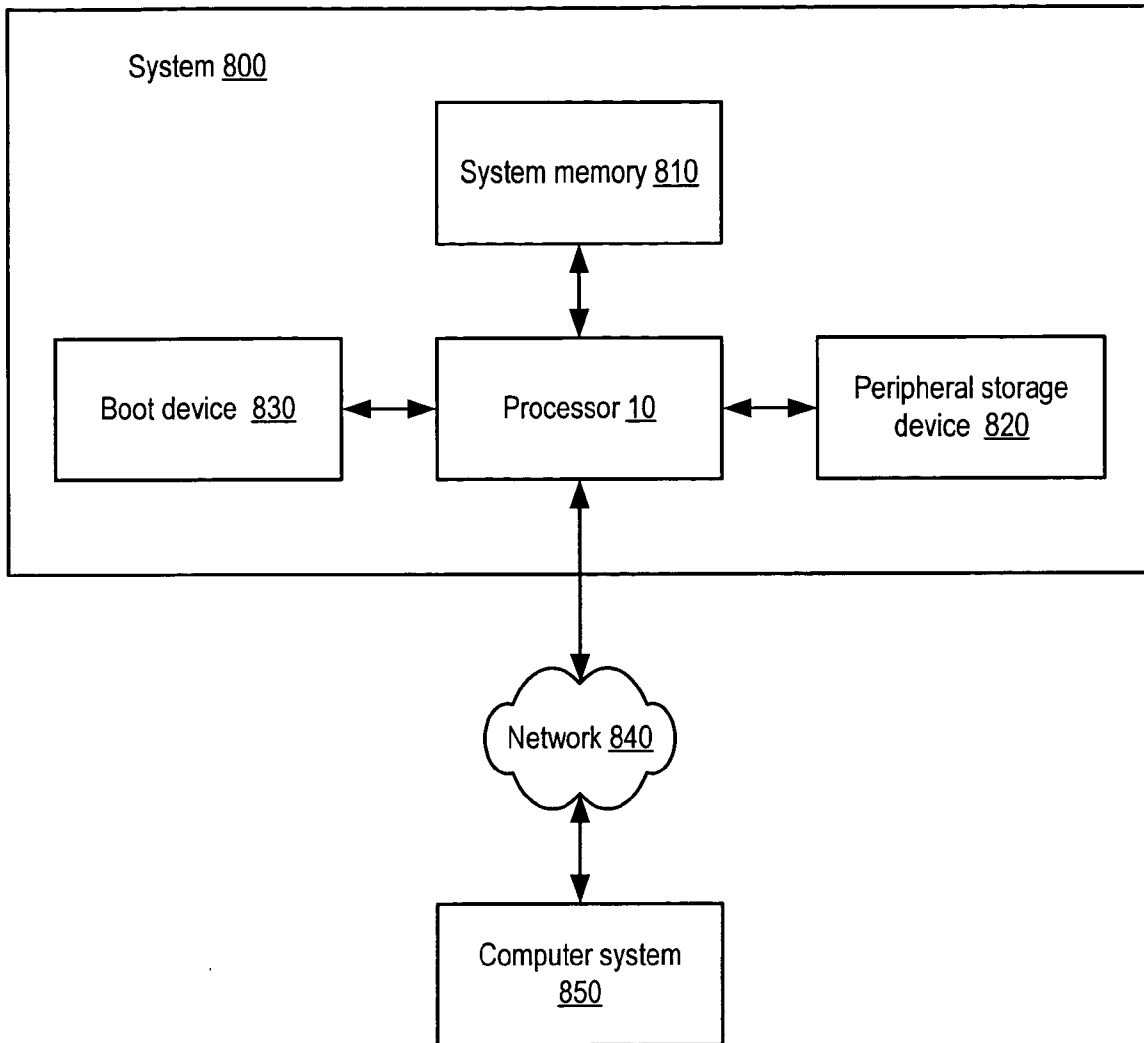 System 800
System memory 810
Boot device 830
Processor 10
Peripheral storage
device 820
Network 840
Computer system
850